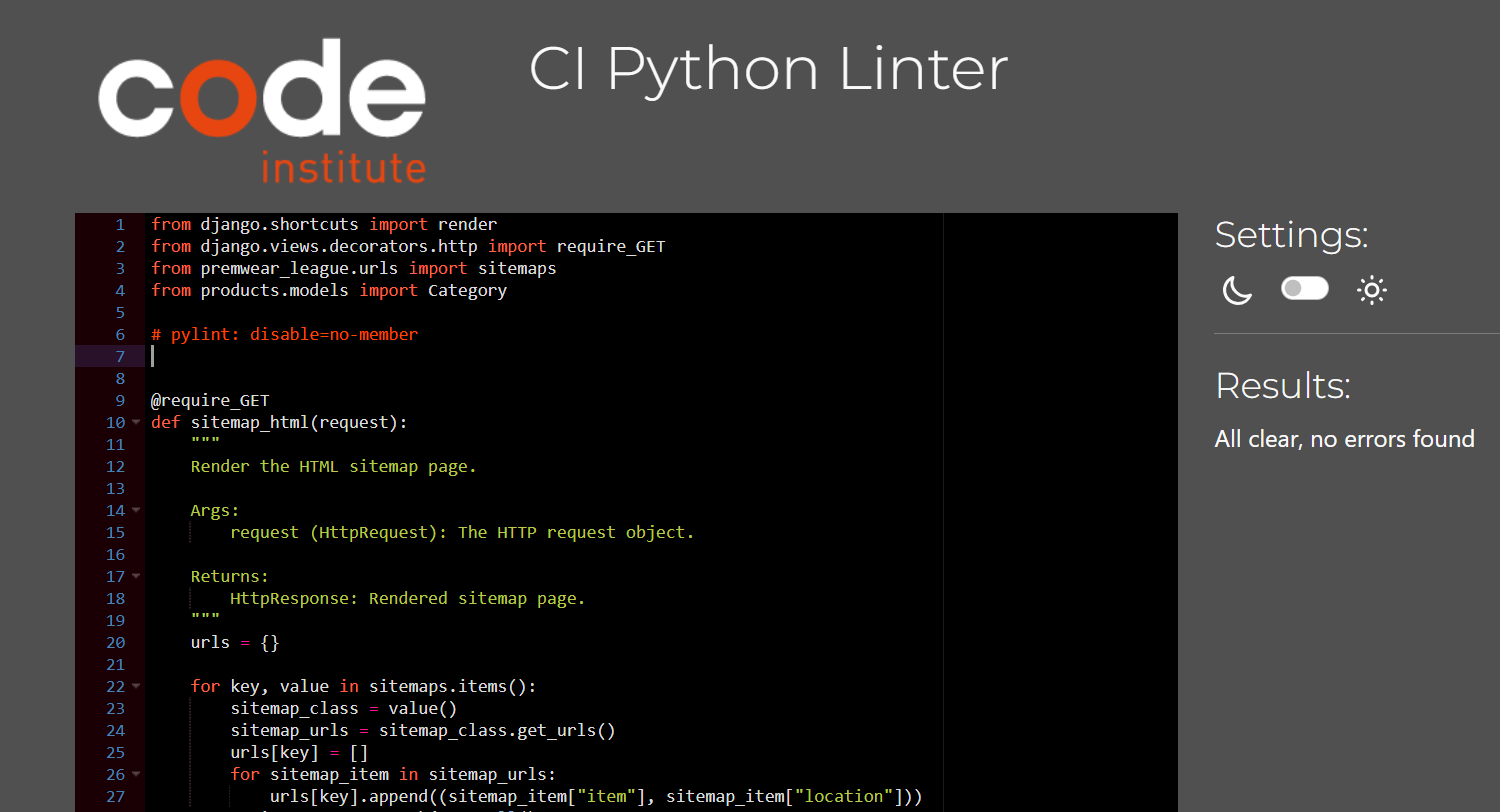 code
institute
CI Python Linter
1 from django.shortcuts import render
2 from django.views.decorators.http import require_GET
3 from premwear_league.urls import sitemaps
4 from products.models import Category
5
6 # pylint: disable=no-member
7
8
9 @require_GET
10 def sitemap_html(request):
11     """
12     Render the HTML sitemap page.
13
14     Args:
15         request (HttpRequest): The HTTP request object.
16
17     Returns:
18         HttpResponse: Rendered sitemap page.
19     """
20     urls = {}
21
22     for key, value in sitemaps.items():
23         sitemap_class = value()
24         sitemap_urls = sitemap_class.get_urls()
25         urls[key] = []
26         for sitemap_item in sitemap_urls:
27             urls[key].append((sitemap_item["item"], sitemap_item["location"]))
Settings:
Results:
All clear, no errors found